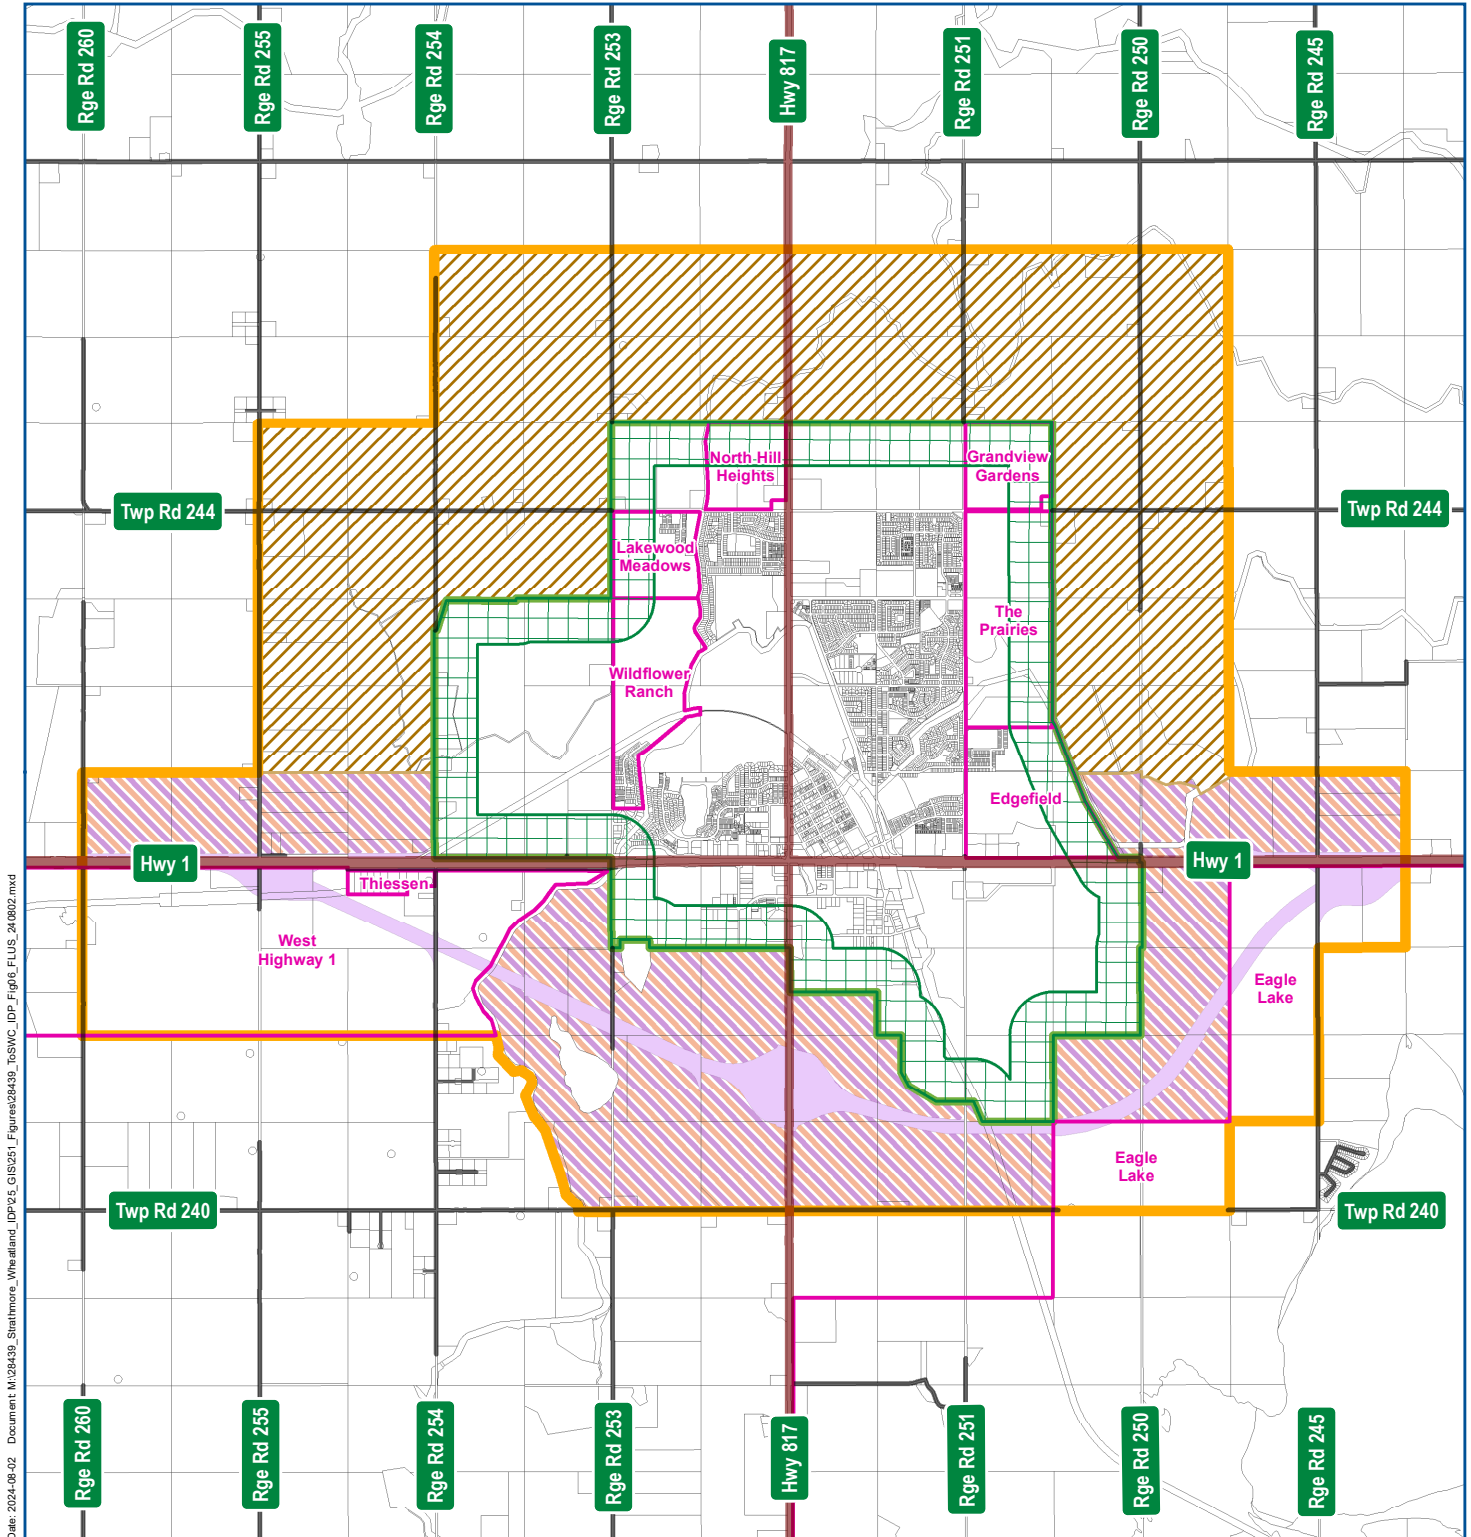 Rge Rd 260
Rge Rd 255
Rge Rd 254
Rge Rd 253
Hwy 817
Rge Rd 251
Rge Rd 250
Rge Rd 245
North Hill
Heights
Grandview
Gardens
Twp Rd 244
Twp Rd 244
Lakewood
Meadows
The
Prairies
Wildflower
Ranch
Edgefield
Hwy 1
Hwy 1
Thiessen
West
Highway 1
Eagle
Lake
Eagle
Lake
Twp Rd 240
Twp Rd 240
Rge Rd 260
Rge Rd 255
Rge Rd 254
Rge Rd 253
Hwy 817
Rge Rd 251
Rge Rd 250
Rge Rd 245
Date: 2024-08-02 Document: M:\28439_Strathmore_Wheatland_IDP\25_GIS\251_Figures\28439_ToSWC_IDP_Fig06_FLUS_240802.mxd